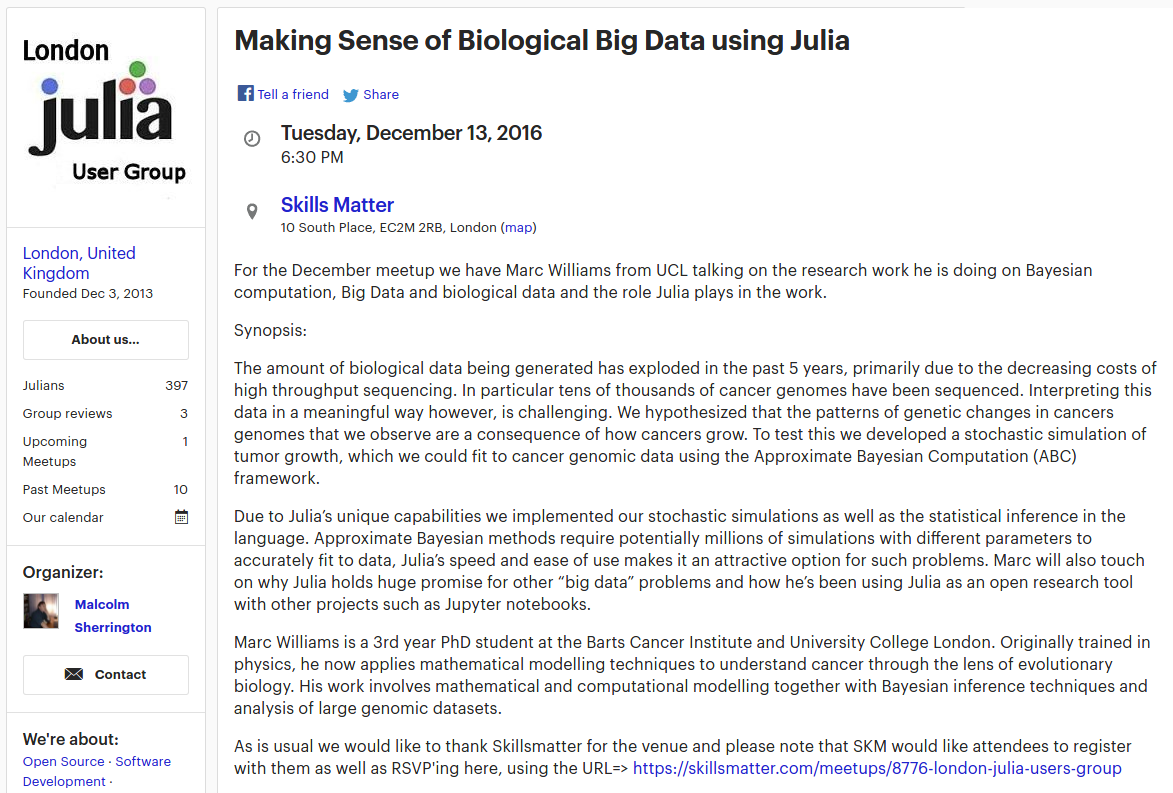 London
julia
User Group
London, United
Kingdom
Founded Dec 3, 2013
About us...
Julians 397
Group reviews 3
Upcoming 1
Meetups
Past Meetups 10
Our calendar
Organizer:
Malcolm
Sherrington
Contact
We're about:
Open Source · Software
Development ·
Making Sense of Biological Big Data using Julia
Tell a friend Share
Tuesday, December 13, 2016
6:30 PM
Skills Matter
10 South Place, EC2M 2RB, London (map)
For the December meetup we have Marc Williams from UCL talking on the research work he is doing on Bayesian
computation, Big Data and biological data and the role Julia plays in the work.
Synopsis:
The amount of biological data being generated has exploded in the past 5 years, primarily due to the decreasing costs of
high throughput sequencing. In particular tens of thousands of cancer genomes have been sequenced. Interpreting this
data in a meaningful way however, is challenging. We hypothesized that the patterns of genetic changes in cancers
genomes that we observe are a consequence of how cancers grow. To test this we developed a stochastic simulation of
tumor growth, which we could fit to cancer genomic data using the Approximate Bayesian Computation (ABC)
framework.
Due to Julia’s unique capabilities we implemented our stochastic simulations as well as the statistical inference in the
language. Approximate Bayesian methods require potentially millions of simulations with different parameters to
accurately fit to data, Julia’s speed and ease of use makes it an attractive option for such problems. Marc will also touch
on why Julia holds huge promise for other “big data” problems and how he’s been using Julia as an open research tool
with other projects such as Jupyter notebooks.
Marc Williams is a 3rd year PhD student at the Barts Cancer Institute and University College London. Originally trained in
physics, he now applies mathematical modelling techniques to understand cancer through the lens of evolutionary
biology. His work involves mathematical and computational modelling together with Bayesian inference techniques and
analysis of large genomic datasets.
As is usual we would like to thank Skillsmatter for the venue and please note that SKM would like attendees to register
with them as well as RSVP'ing here, using the URL=> https://skillsmatter.com/meetups/8776-london-julia-users-group